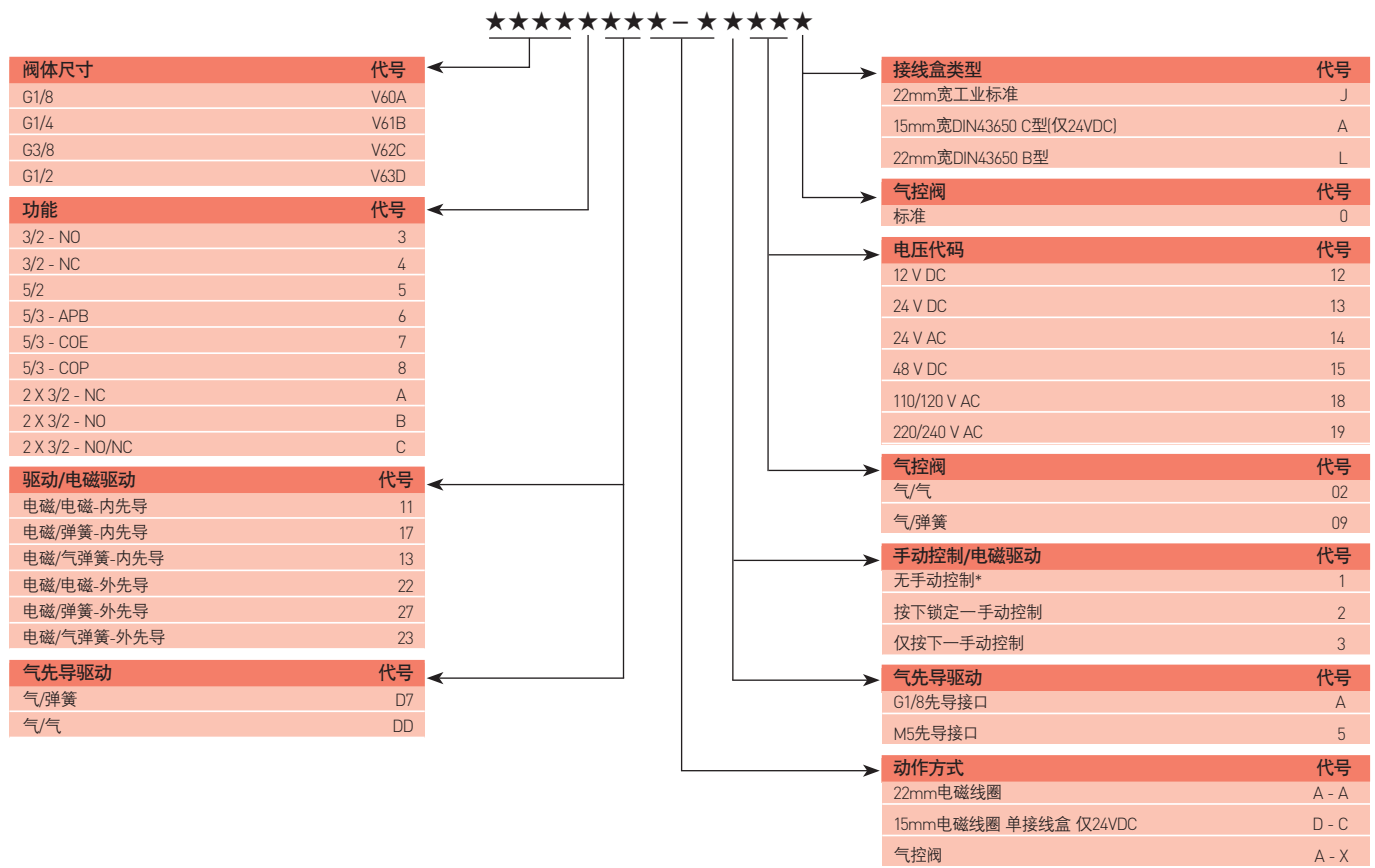 ★★★★★★★★–★★★★★
阀体尺寸 代号
G1/8 V60A
G1/4 V61B
G3/8 V62C
G1/2 V63D
功能 代号
3/2 - NO 3
3/2 - NC 4
5/2 5
5/3 - APB 6
5/3 - COE 7
5/3 - COP 8
2 X 3/2 - NC A
2 X 3/2 - NO B
2 X 3/2 - NO/NC C
驱动/电磁驱动 代号
电磁/电磁-内先导 11
电磁/弹簧-内先导 17
电磁/气弹簧-内先导 13
电磁/电磁-外先导 22
电磁/弹簧-外先导 27
电磁/气弹簧-外先导 23
气先导驱动 代号
气/弹簧 D7
气/气 DD
接线盒类型 代号
22mm宽工业标准 J
15mm宽DIN43650 C型(仅24VDC) A
22mm宽DIN43650 B型 L
气控阀 代号
标准 0
电压代码 代号
12 V DC 12
24 V DC 13
24 V AC 14
48 V DC 15
110/120 V AC 18
220/240 V AC 19
气控阀 代号
气/气 02
气/弹簧 09
手动控制/电磁驱动 代号
无手动控制* 1
按下锁定一手动控制 2
仅按下一手动控制 3
气先导驱动 代号
G1/8先导接口 A
M5先导接口 5
动作方式 代号
22mm电磁线圈 A - A
15mm电磁线圈 单接线盒 仅24VDC D - C
气控阀 A - X